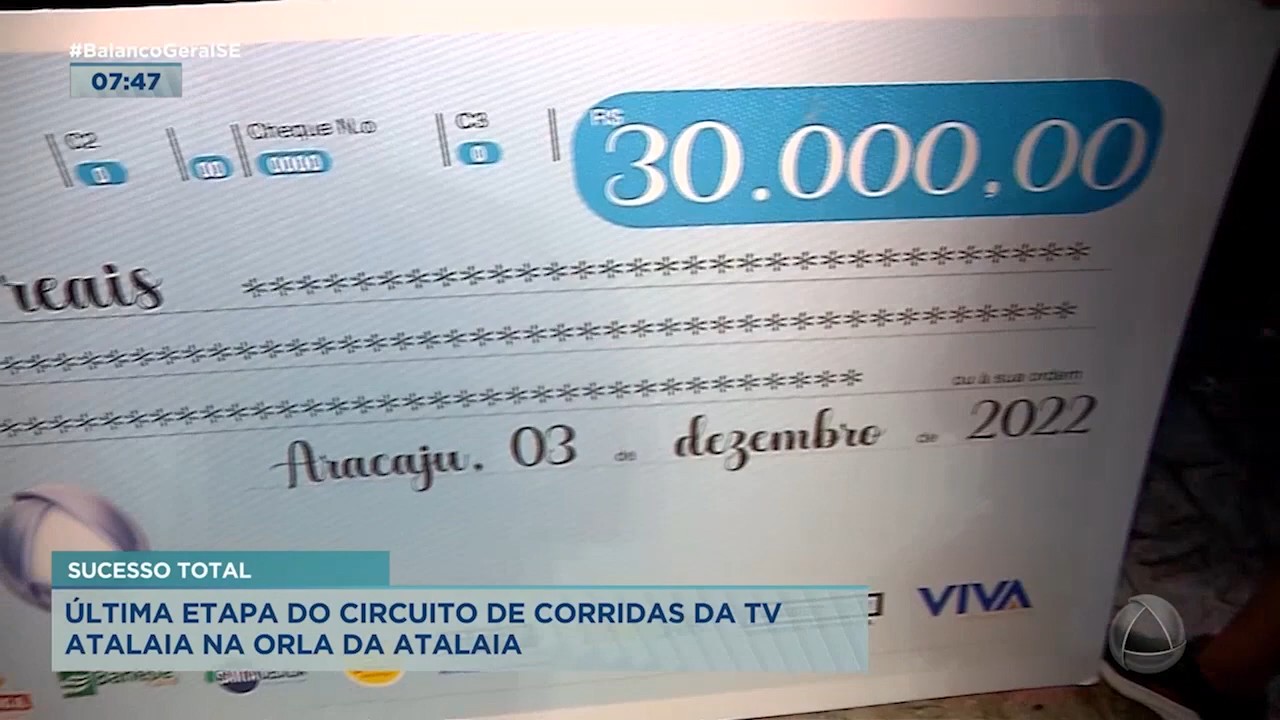 #BalancoGeralSE
07:47
C2
Cheque N.o
C3
R$
30.000,00
reais ********************************
ou à sua ordem
Aracaju, 03 de dezembro de 2022
SUCESSO TOTAL
ÚLTIMA ETAPA DO CIRCUITO DE CORRIDAS DA TV
ATALAIA NA ORLA DA ATALAIA
VIVA